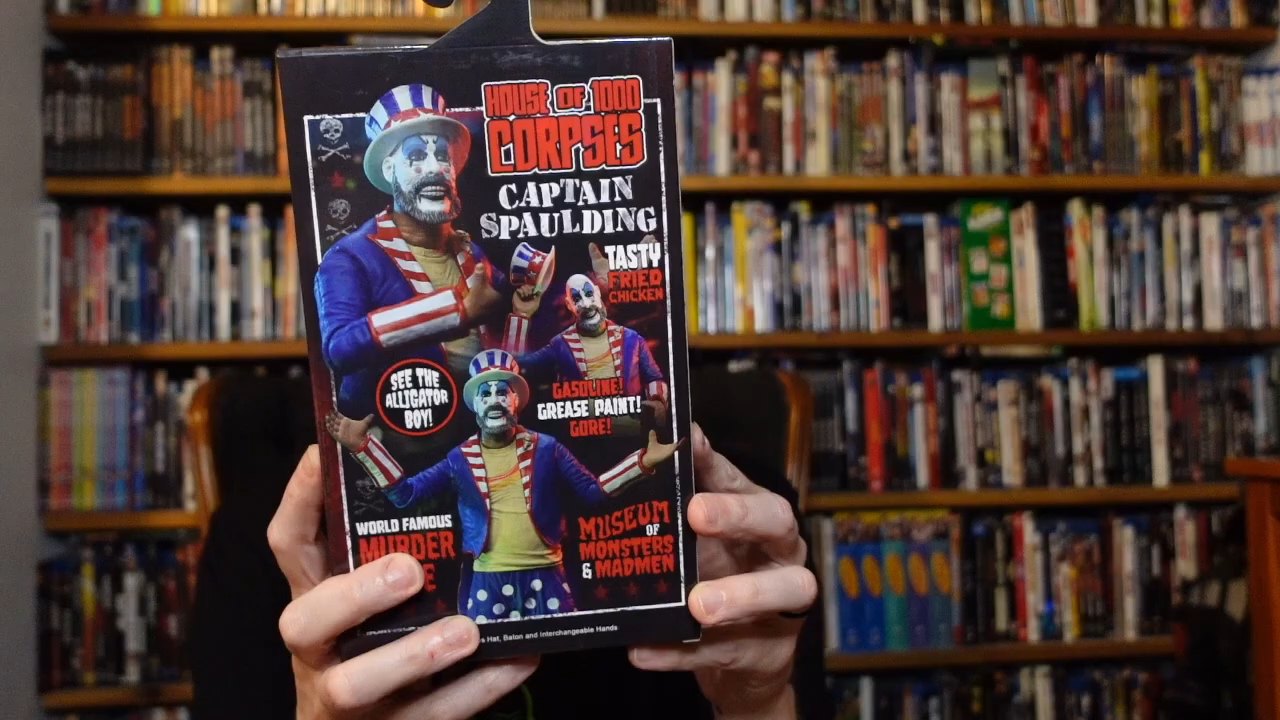 HOUSE OF 1000
CORPSES
CAPTAIN
SPAULDING
TASTY
FRIED
CHICKEN
SEE THE
ALLIGATOR
BOY!
GASOLINE!
GREASE PAINT!
GORE!
WORLD FAMOUS
MURDER
MUSEUM
OF
MONSTERS
& MADMEN
Hat, Baton and Interchangeable Hands